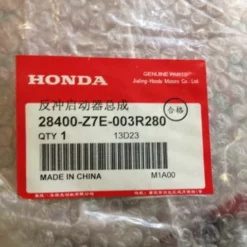 HONDA
GENUINE PARTS
Jialing-Honda Motors Co., Ltd
反冲启动器总成
合格
28400-Z7E-003R280
QTY 1
13D23
MADE IN CHINA
M1A00